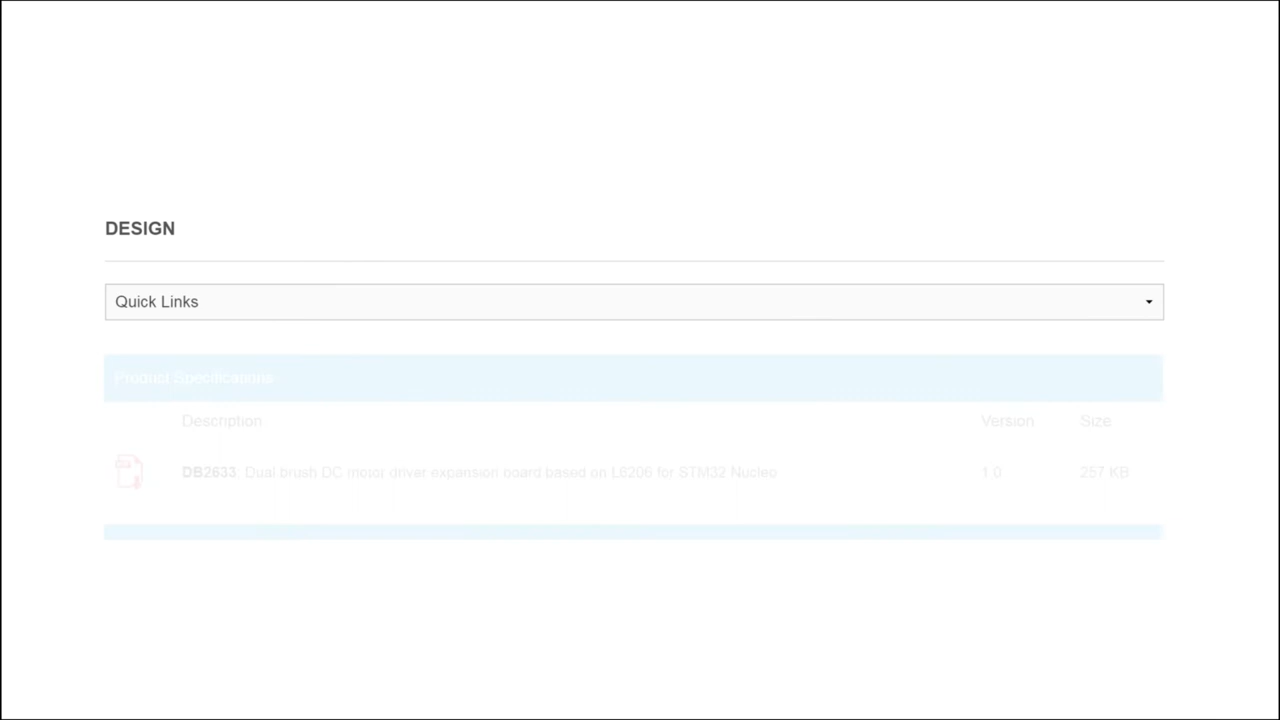 DESIGN
Quick Links
Product Specifications
Description Version Size
DB2633: Dual brush DC motor driver expansion board based on L6206 for STM32 Nucleo 1.0 257 KB